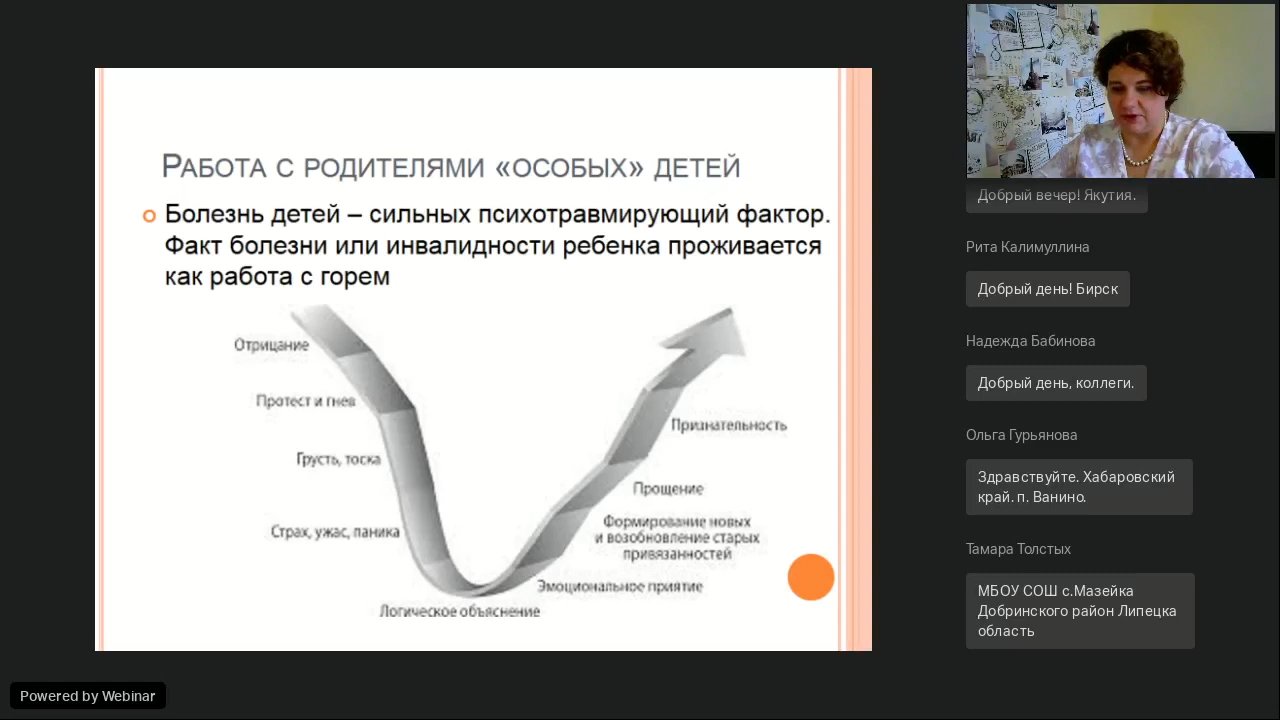 РАБОТА С РОДИТЕЛЯМИ «ОСОБЫХ» ДЕТЕЙ
Болезнь детей – сильных психотравмирующий фактор.
Факт болезни или инвалидности ребенка проживается
как работа с горем
Отрицание
Протест и гнев
Грусть, тоска
Страх, ужас, паника
Логическое объяснение
Эмоциональное приятие
Формирование новых
и возобновление старых
привязанностей
Прощение
Признательность
Добрый вечер! Якутия.
Рита Калимуллина
Добрый день! Бирск
Надежда Бабинова
Добрый день, коллеги.
Ольга Гурьянова
Здравствуйте. Хабаровский
край. п. Ванино.
Тамара Толстых
МБОУ СОШ с.Мазейка
Добринского район Липецка
область
Powered by Webinar